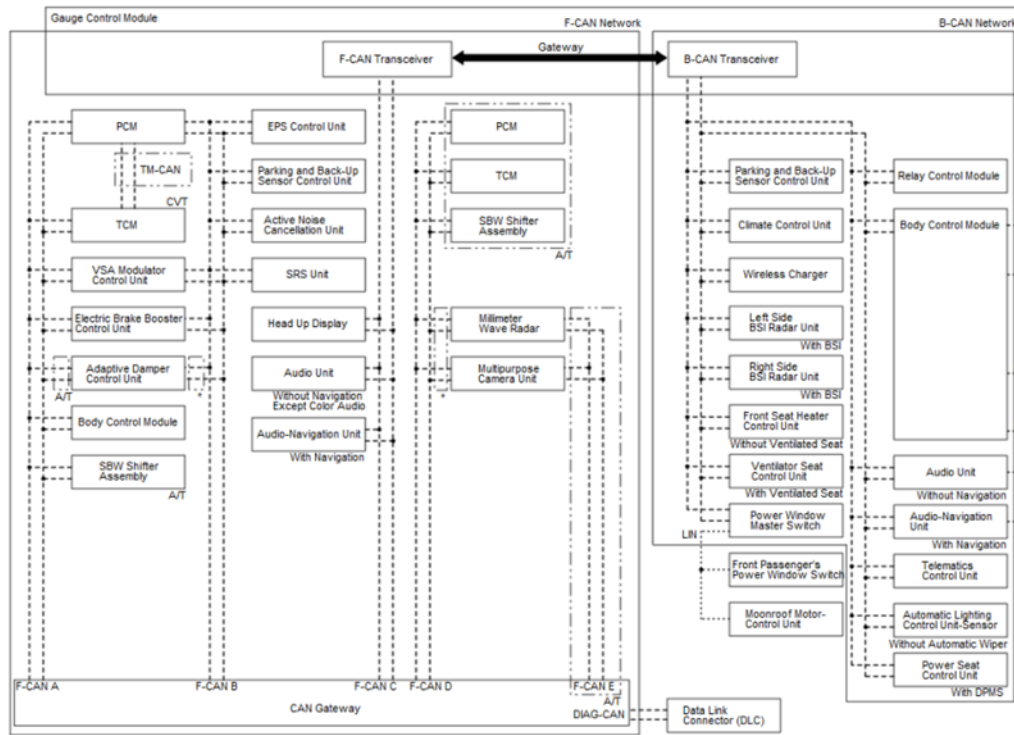 Gauge Control Module
F-CAN Network
B-CAN Network
F-CAN Transceiver
Gateway
B-CAN Transceiver
PCM
TM-CAN
CVT
TCM
VSA Modulator
Control Unit
Electric Brake Booster
Control Unit
Adaptive Damper
Control Unit
A/T
*
Body Control Module
SBW Shifter
Assembly
A/T
EPS Control Unit
Parking and Back-Up
Sensor Control Unit
Active Noise
Cancellation Unit
SRS Unit
Head Up Display
Audio Unit
Without Navigation
Except Color Audio
Audio-Navigation Unit
With Navigation
PCM
TCM
SBW Shifter
Assembly
A/T
Millimeter
Wave Radar
Multipurpose
Camera Unit
*
Parking and Back-Up
Sensor Control Unit
Climate Control Unit
Wireless Charger
Left Side
BSI Radar Unit
With BSI
Right Side
BSI Radar Unit
With BSI
Front Seat Heater
Control Unit
Without Ventilated Seat
Ventilator Seat
Control Unit
With Ventilated Seat
Power Window
Master Switch
LIN
Front Passenger's
Power Window Switch
Moonroof Motor-
Control Unit
Relay Control Module
Body Control Module
Audio Unit
Without Navigation
Audio-Navigation
Unit
With Navigation
Telematics
Control Unit
Automatic Lighting
Control Unit-Sensor
Without Automatic Wiper
Power Seat
Control Unit
With DPMS
F-CAN A
F-CAN B
F-CAN C
F-CAN D
F-CAN E
A/T
CAN Gateway
DIAG-CAN
Data Link
Connector (DLC)